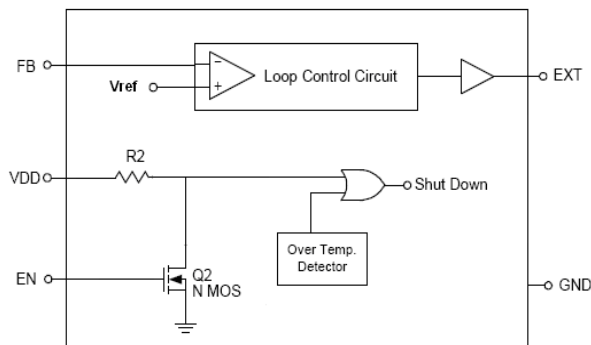 FB
−
Vref
+
Loop Control Circuit
EXT
R2
VDD
Shut Down
Over Temp.
Detector
EN
Q2
N MOS
GND